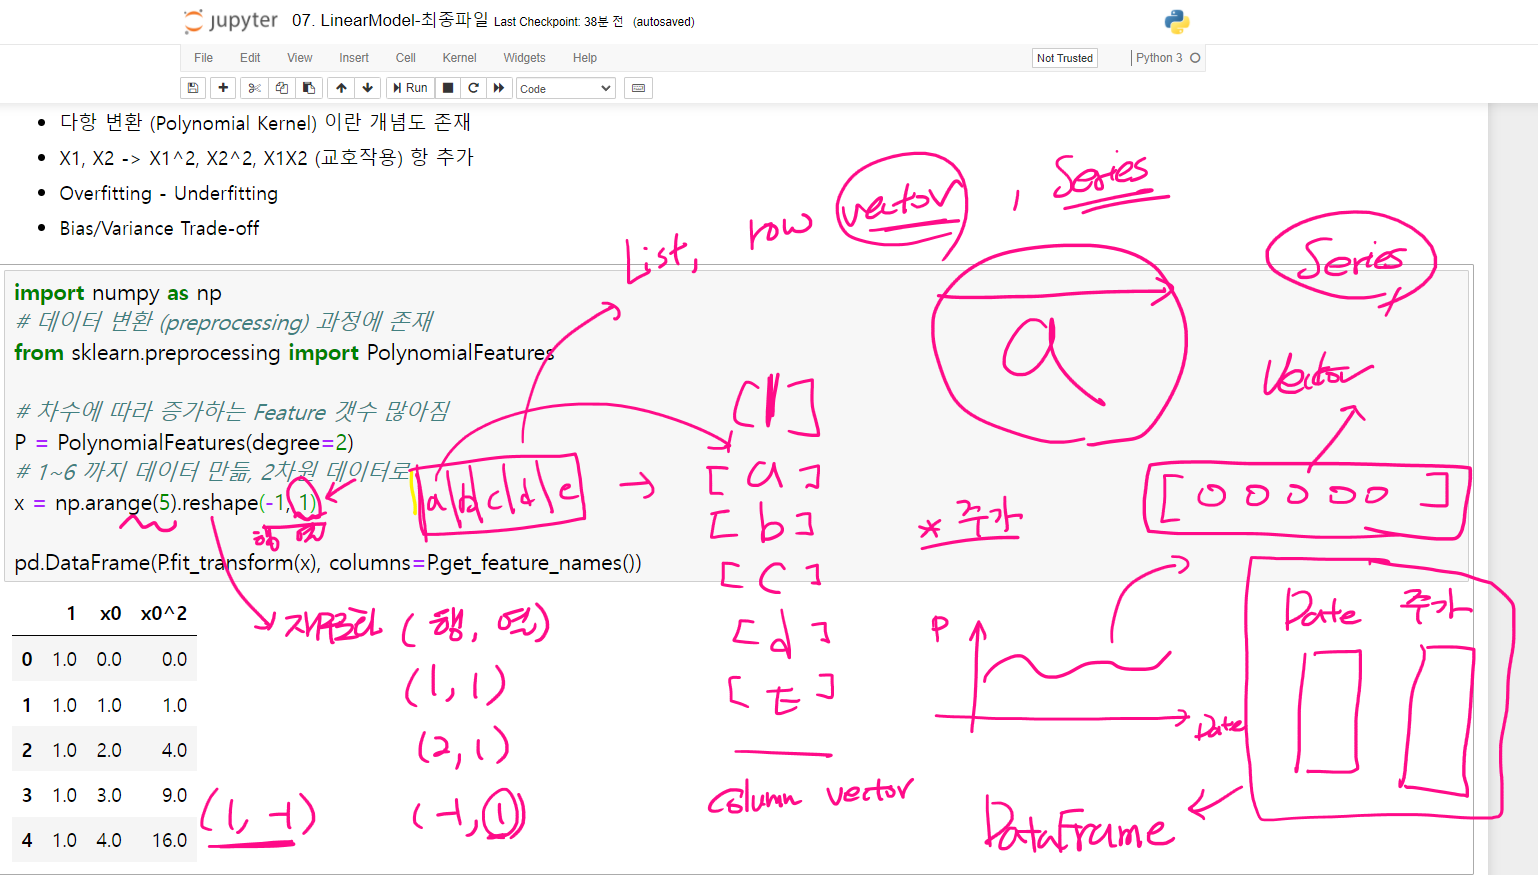 jupyter 07. LinearModel-최종파일 Last Checkpoint: 38분 전 (autosaved)
File Edit View Insert Cell Kernel Widgets Help Not Trusted Python 3
Run Code
다항 변환 (Polynomial Kernel) 이란 개념도 존재
X1, X2 -> X1^2, X2^2, X1X2 (교호작용) 항 추가
Overfitting - Underfitting
Bias/Variance Trade-off
List, row vector, Series
a
Series
Vector
[ 0 0 0 0 0 ]
import numpy as np
# 데이터 변환 (preprocessing) 과정에 존재
from sklearn.preprocessing import PolynomialFeatures
# 차수에 따라 증가하는 Feature 갯수 많아짐
P = PolynomialFeatures(degree=2)
# 1~6 까지 데이터 만듦, 2차원 데이터로
x = np.arange(5).reshape(-1, 1)
행 열
pd.DataFrame(P.fit_transform(x), columns=P.get_feature_names())
a b c d e
[ ]
[ a ]
[ b ]
[ c ]
[ d ]
[ E ]
column vector
* 주가
P
Date
Date 주가
DataFrame
1 x0 x0^2
0 1.0 0.0 0.0
1 1.0 1.0 1.0
2 1.0 2.0 4.0
3 1.0 3.0 9.0
4 1.0 4.0 16.0
(행, 열)
(1, 1)
(2, 1)
(-1, 1)
(1, -1)